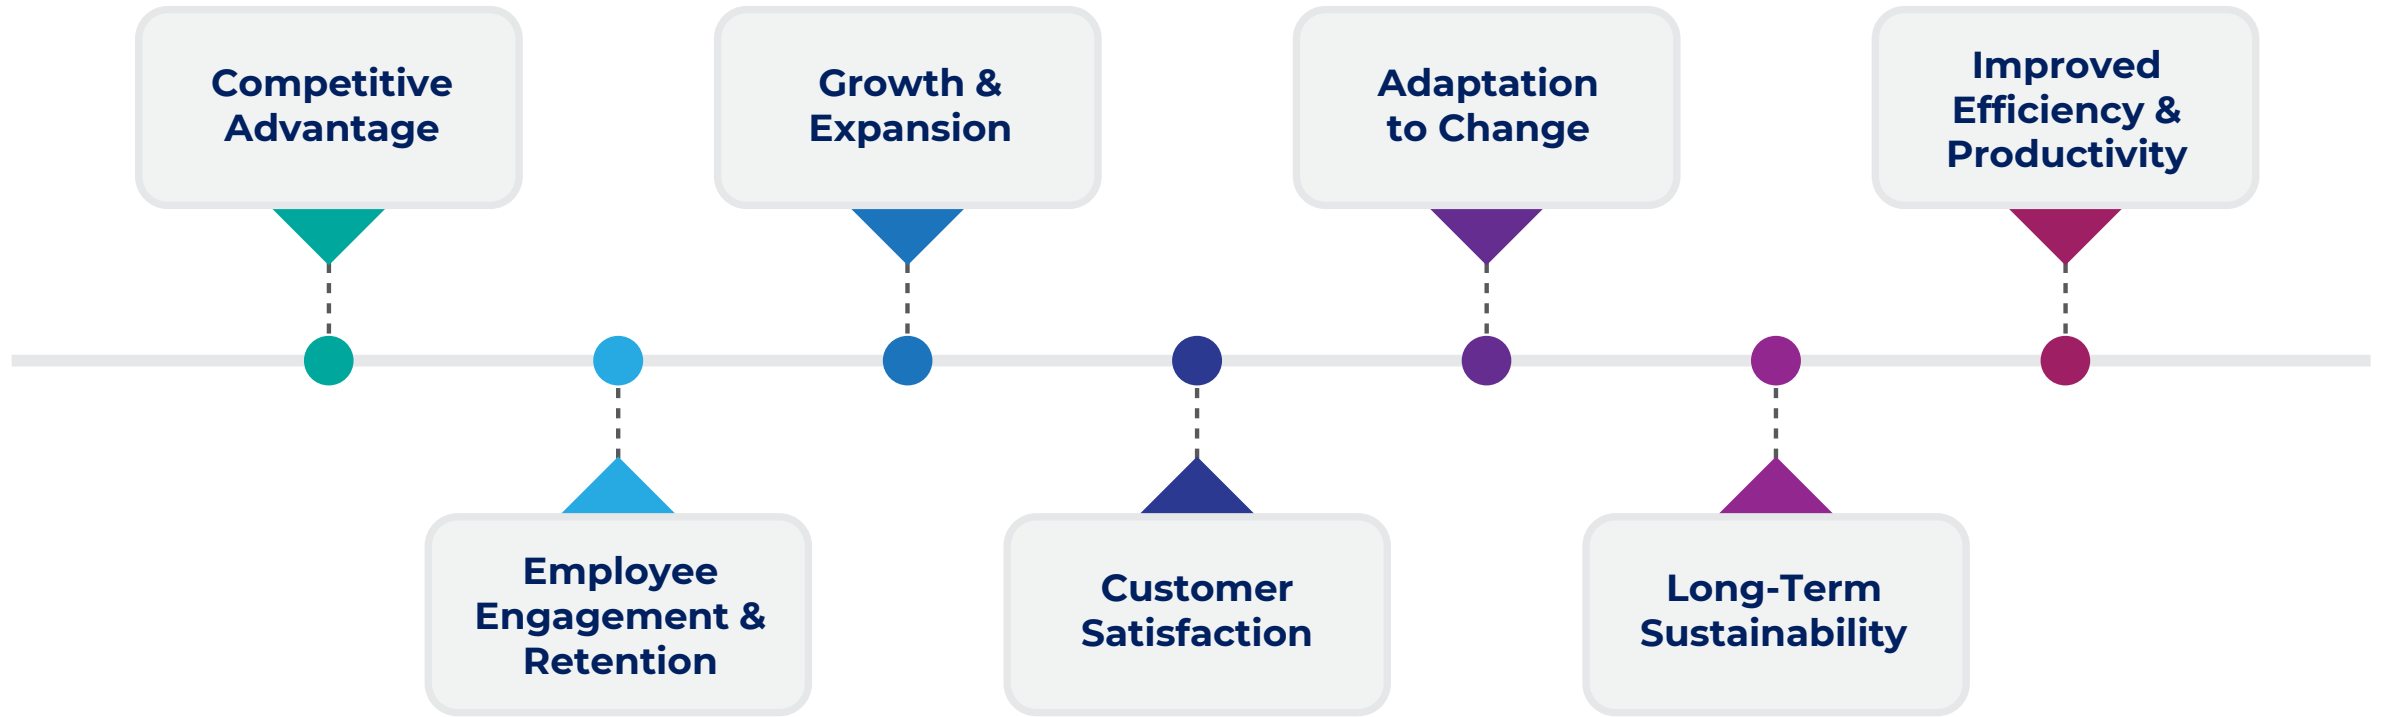 Competitive
Advantage
Growth &
Expansion
Adaptation
to Change
Improved
Efficiency &
Productivity
Employee
Engagement &
Retention
Customer
Satisfaction
Long-Term
Sustainability